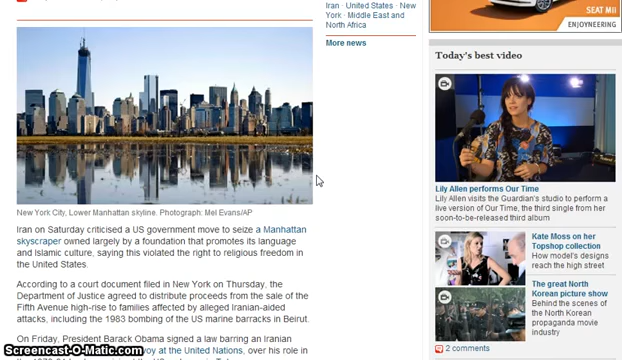 Iran · United States · New
York · Middle East and
North Africa
More news
SEAT MII
ENJOYNEERING
Today's best video
New York City, Lower Manhattan skyline. Photograph: Mel Evans/AP
Iran on Saturday criticised a US government move to seize a Manhattan
skyscraper owned largely by a foundation that promotes its language
and Islamic culture, saying this violated the right to religious freedom in
the United States.
According to a court document filed in New York on Thursday, the
Department of Justice agreed to distribute proceeds from the sale of the
Fifth Avenue high-rise to families affected by alleged Iranian-aided
attacks, including the 1983 bombing of the US marine barracks in Beirut.
On Friday, President Barack Obama signed a law barring an Iranian
voy at the United Nations, over his role in
Lily Allen performs Our Time
Lily Allen visits the Guardian's studio to perform a
live version of Our Time, the third single from her
soon-to-be-released third album
Kate Moss on her
Topshop collection
How model's designs
reach the high street
The great North
Korean picture show
Behind the scenes of
the North Korean
propaganda movie
industry
2 comments
Screencast-O-Matic.com